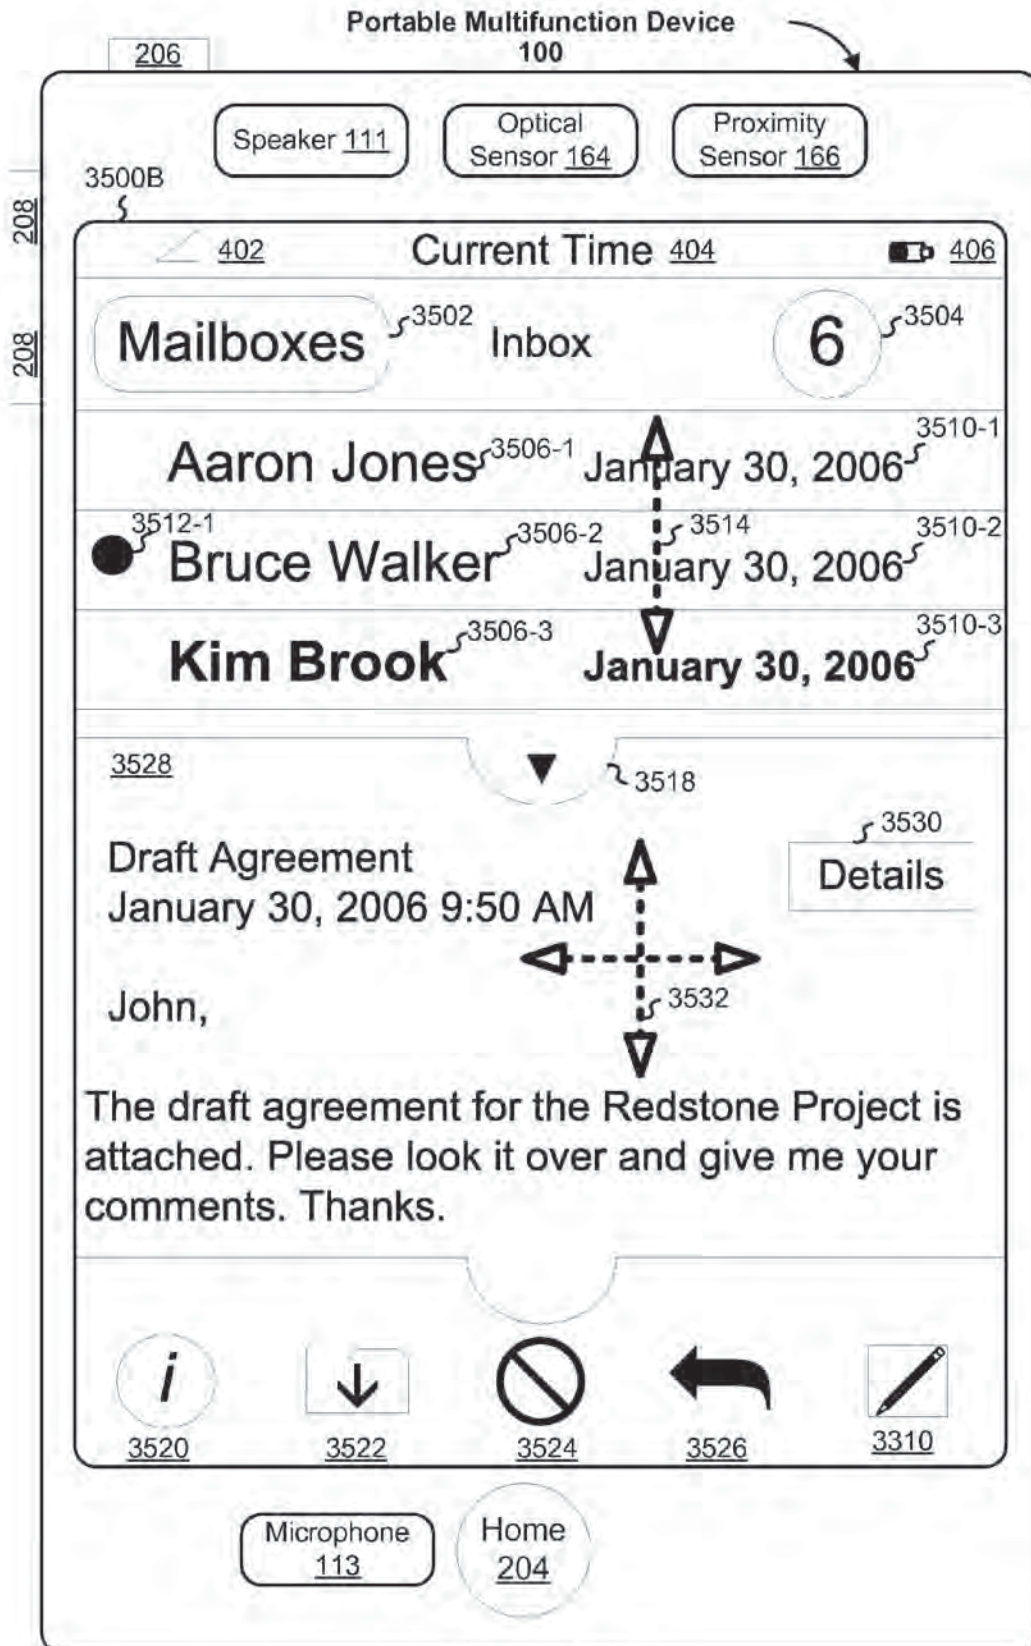 Portable Multifunction Device
100
206
Speaker 111
Optical
Sensor 164
Proximity
Sensor 166
3500B
208
208
402
Current Time 404
406
Mailboxes
3502
Inbox
6
3504
Aaron Jones
3506-1
January 30, 2006
3510-1
3512-1
Bruce Walker
3506-2
3514
January 30, 2006
3510-2
Kim Brook
3506-3
January 30, 2006
3510-3
3528
3518
3530
Draft Agreement
Details
January 30, 2006 9:50 AM
3532
John,
The draft agreement for the Redstone Project is
attached. Please look it over and give me your
comments. Thanks.
i
3520
3522
3524
3526
3310
Microphone
113
Home
204